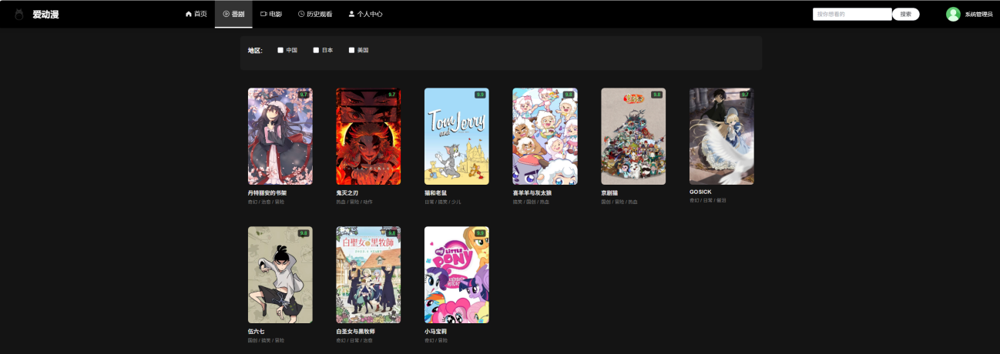 爱动漫
首页
番剧
电影
历史观看
个人中心
搜你想看的
搜索
系统管理员
地区:
中国
日本
美国
9.7
9.7
9.9
9.8
9.8
9.7
Tom and Jerry
丹特丽安的书架
鬼灭之刃
猫和老鼠
喜羊羊与灰太狼
京剧猫
GOSICK
奇幻 / 治愈 / 冒险
热血 / 冒险 / 动作
日常 / 搞笑 / 少儿
搞笑 / 国创 / 热血
国创 / 冒险 / 热血
奇幻 / 日常 / 催泪
9.8
9.8
9.9
白聖女と黒牧師
my LITTLE PONY
伍六七
白圣女与黑牧师
小马宝莉
国创 / 搞笑 / 冒险
奇幻 / 日常 / 治愈
奇幻 / 冒险